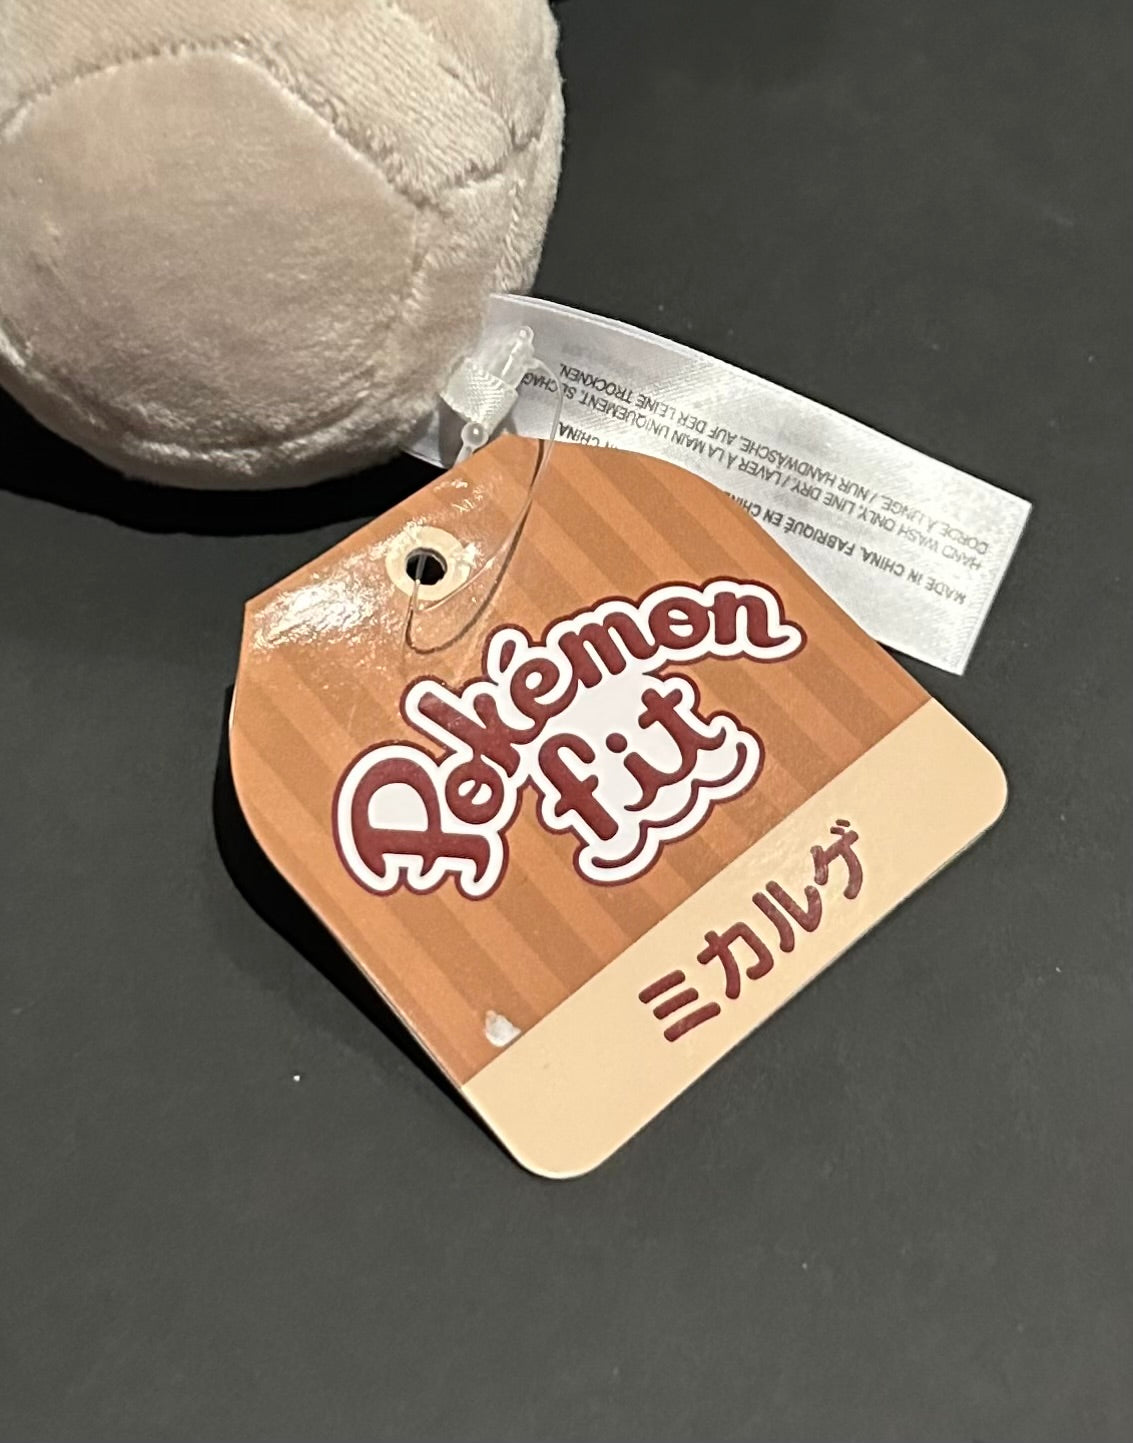 Pokémon
fit
ミカルゲ
MADE IN CHINA. FABRIQUÉ EN CHINE
N CHINA
HAND WASH ONLY, LINE DRY. / LAVER À LA MAIN UNIQUEMENT,
CORDE À LINGE. / NUR HANDWÄSCHE AUF DER LEINE TROCKNEN.